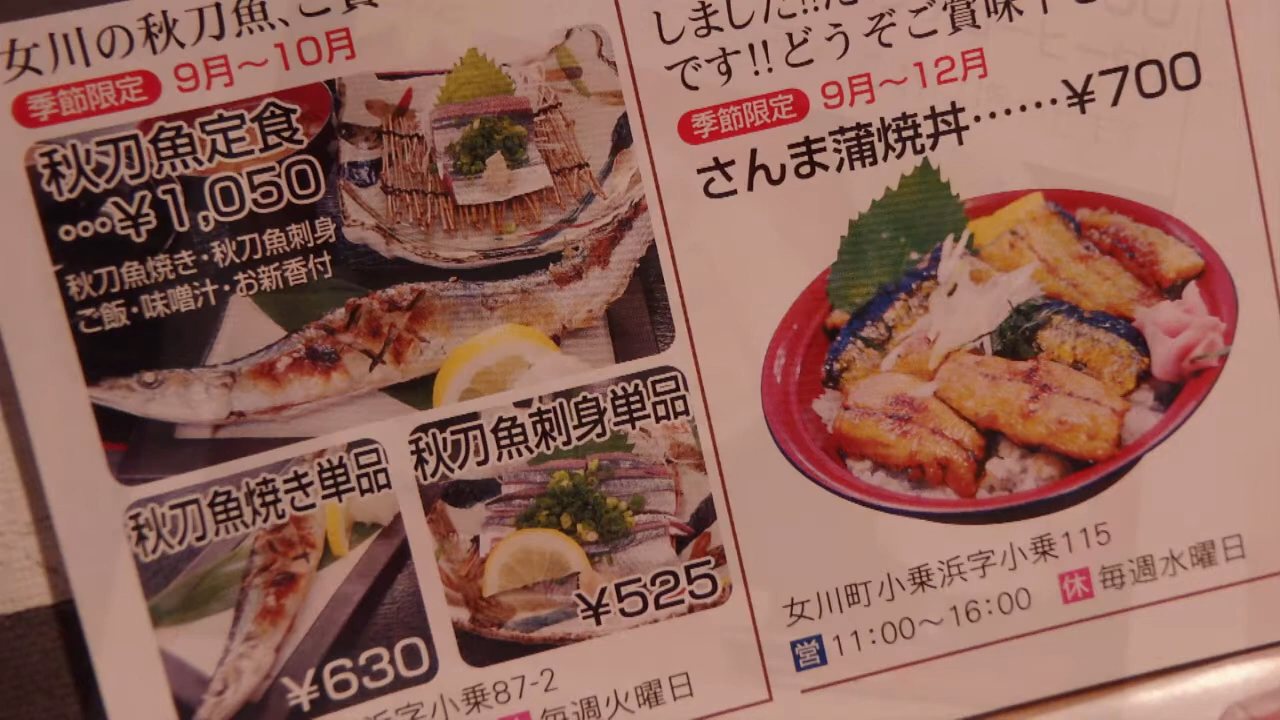 女川の秋刀魚、ご賞
季節限定 9月～10月
秋刀魚定食
…¥1,050
秋刀魚焼き・秋刀魚刺身
ご飯・味噌汁・お新香付
秋刀魚焼き単品
¥630
秋刀魚刺身単品
¥525
浜字小乗87-2
休 毎週火曜日
しました!!
です!!どうぞご賞味下さ
季節限定 9月～12月
さんま蒲焼丼……¥700
女川町小乗浜字小乗115
営 11:00～16:00 休 毎週水曜日